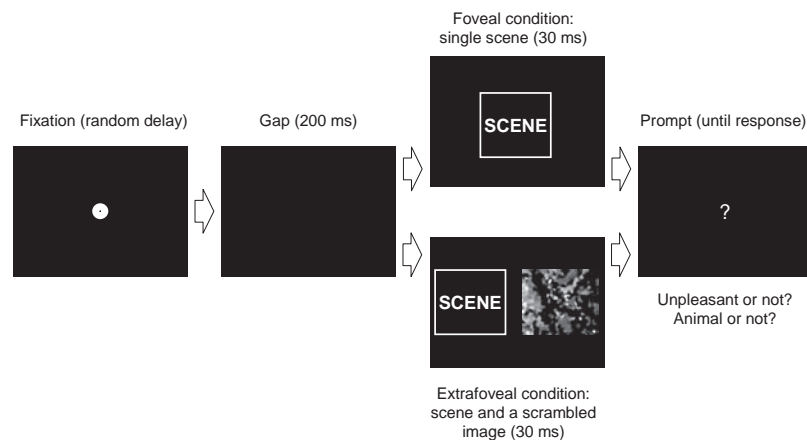 Foveal condition:
single scene (30 ms)
Fixation (random delay)
Gap (200 ms)
SCENE
Prompt (until response)
?
SCENE
Unpleasant or not?
Animal or not?
Extrafoveal condition:
scene and a scrambled
image (30 ms)